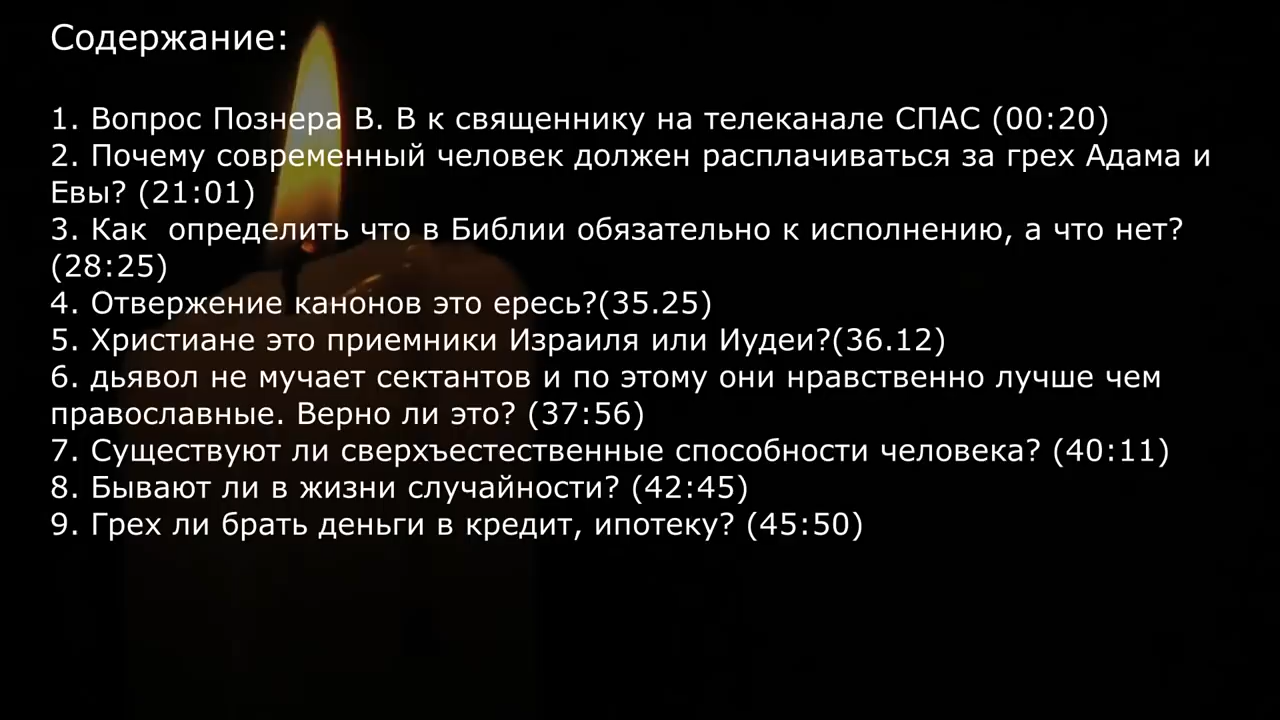 Содержание:
1. Вопрос Познера В. В к священнику на телеканале СПАС (00:20)
2. Почему современный человек должен расплачиваться за грех Адама и
Евы? (21:01)
3. Как  определить что в Библии обязательно к исполнению, а что нет?
(28:25)
4. Отвержение канонов это ересь?(35.25)
5. Христиане это приемники Израиля или Иудеи?(36.12)
6. дьявол не мучает сектантов и по этому они нравственно лучше чем
православные. Верно ли это? (37:56)
7. Существуют ли сверхъестественные способности человека? (40:11)
8. Бывают ли в жизни случайности? (42:45)
9. Грех ли брать деньги в кредит, ипотеку? (45:50)